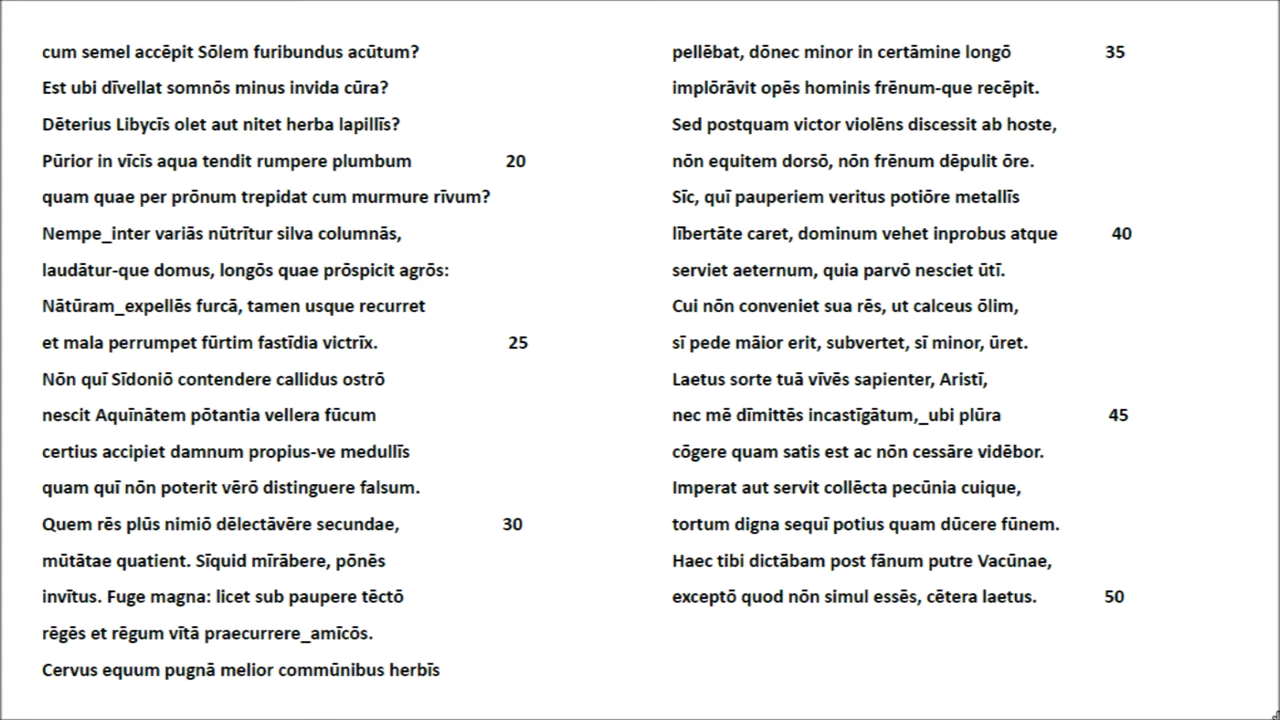 cum semel accēpit Sōlem furibundus acūtum?
Est ubi dīvellat somnōs minus invida cūra?
Dēterius Libycīs olet aut nitet herba lapillīs?
Pūrior in vīcīs aqua tendit rumpere plumbum 20
quam quae per prōnum trepidat cum murmure rīvum?
Nempe_inter variās nūtrītur silva columnās,
laudātur-que domus, longōs quae prōspicit agrōs:
Nātūram_expellēs furcā, tamen usque recurret
et mala perrumpet fūrtim fastīdia victrīx. 25
Nōn quī Sīdoniō contendere callidus ostrō
nescit Aquīnātem pōtantia vellera fūcum
certius accipiet damnum propius-ve medullīs
quam quī nōn poterit vērō distinguere falsum.
Quem rēs plūs nimiō dēlectāvēre secundae, 30
mūtātae quatient. Sīquid mīrābere, pōnēs
invītus. Fuge magna: licet sub paupere tēctō
rēgēs et rēgum vītā praecurrere_amīcōs.
Cervus equum pugnā melior commūnibus herbīs
pellēbat, dōnec minor in certāmine longō 35
implōrāvit opēs hominis frēnum-que recēpit.
Sed postquam victor violēns discessit ab hoste,
nōn equitem dorsō, nōn frēnum dēpulit ōre.
Sīc, quī pauperiem veritus potiōre metallīs
lībertāte caret, dominum vehet inprobus atque 40
serviet aeternum, quia parvō nesciet ūtī.
Cui nōn conveniet sua rēs, ut calceus ōlim,
sī pede māior erit, subvertet, sī minor, ūret.
Laetus sorte tuā vīvēs sapienter, Aristī,
nec mē dīmittēs incastīgātum,_ubi plūra 45
cōgere quam satis est ac nōn cessāre vidēbor.
Imperat aut servit collēcta pecūnia cuique,
tortum digna sequī potius quam dūcere fūnem.
Haec tibi dictābam post fānum putre Vacūnae,
exceptō quod nōn simul essēs, cētera laetus. 50